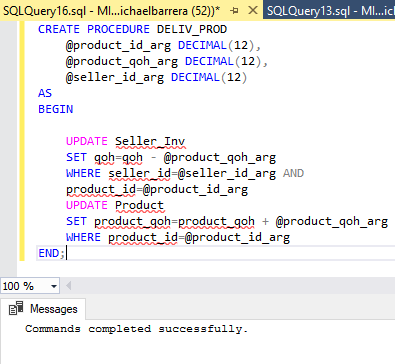 SQLQuery16.sql - Ml...ichaelbarrera (52))* SQLQuery13.sql - Ml...ich
CREATE PROCEDURE DELIV_PROD
@product_id_arg DECIMAL(12),
@product_qoh_arg DECIMAL(12),
@seller_id_arg DECIMAL(12)
AS
BEGIN
UPDATE Seller_Inv
SET qoh=qoh - @product_qoh_arg
WHERE seller_id=@seller_id_arg AND
product_id=@product_id_arg
UPDATE Product
SET product_qoh=product_qoh + @product_qoh_arg
WHERE product_id=@product_id_arg
END;
100 %
Messages
Commands completed successfully.